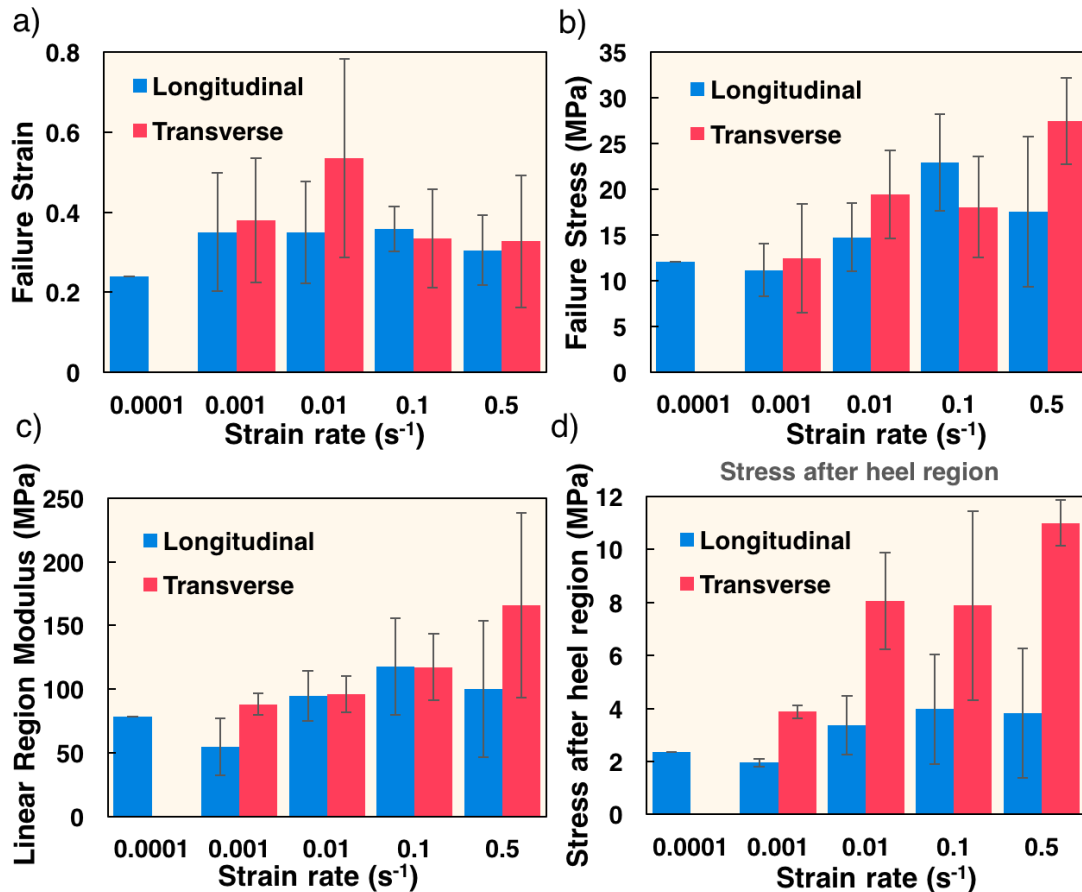 a)
Failure Strain
0.8
0.6
0.4
0.2
0
Longitudinal
Transverse
0.0001 0.001 0.01 0.1 0.5
Strain rate (s⁻¹)
b)
Failure Stress (MPa)
35
30
25
20
15
10
5
0
Longitudinal
Transverse
0.0001 0.001 0.01 0.1 0.5
Strain rate (s⁻¹)
c)
Linear Region Modulus (MPa)
250
200
150
100
50
0
Longitudinal
Transverse
0.0001 0.001 0.01 0.1 0.5
Strain rate (s⁻¹)
d)
Stress after heel region
Stress after heel region (MPa)
12
10
8
6
4
2
0
Longitudinal
Transverse
0.0001 0.001 0.01 0.1 0.5
Strain rate (s⁻¹)